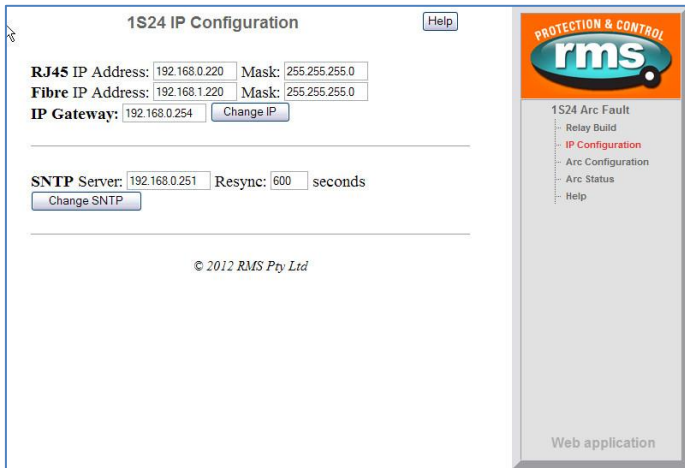 1S24 IP Configuration
Help
RJ45 IP Address: 192.168.0.220 Mask: 255.255.255.0
Fibre IP Address: 192.168.1.220 Mask: 255.255.255.0
IP Gateway: 192.168.0.254 Change IP
SNTP Server: 192.168.0.251 Resync: 600 seconds
Change SNTP
© 2012 RMS Pty Ltd
PROTECTION & CONTROL
rms
1S24 Arc Fault
Relay Build
IP Configuration
Arc Configuration
Arc Status
Help
Web application